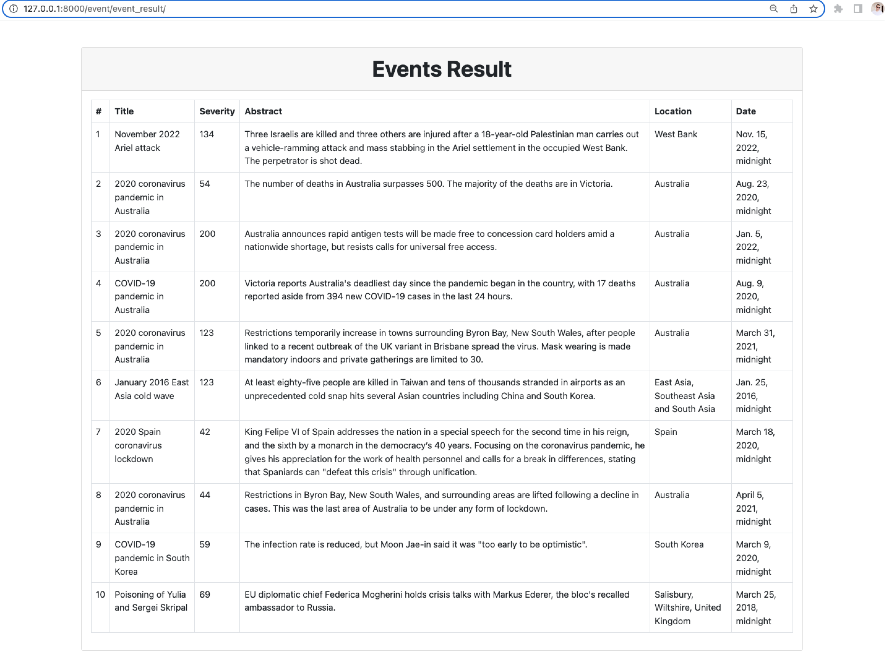 127.0.0.1:8000/event/event_result/
Events Result
# Title Severity Abstract Location Date
1 November 2022 134 Three Israelis are killed and three others are injured after a 18-year-old Palestinian man carries out West Bank Nov. 15,
Ariel attack a vehicle-ramming attack and mass stabbing in the Ariel settlement in the occupied West Bank. 2022,
The perpetrator is shot dead. midnight
2 2020 coronavirus 54 The number of deaths in Australia surpasses 500. The majority of the deaths are in Victoria. Australia Aug. 23,
pandemic in 2020,
Australia midnight
3 2020 coronavirus 200 Australia announces rapid antigen tests will be made free to concession card holders amid a Australia Jan. 5,
pandemic in nationwide shortage, but resists calls for universal free access. 2022,
Australia midnight
4 COVID-19 200 Victoria reports Australia's deadliest day since the pandemic began in the country, with 17 deaths Australia Aug. 9,
pandemic in reported aside from 394 new COVID-19 cases in the last 24 hours. 2020,
Australia midnight
5 2020 coronavirus 123 Restrictions temporarily increase in towns surrounding Byron Bay, New South Wales, after people Australia March 31,
pandemic in linked to a recent outbreak of the UK variant in Brisbane spread the virus. Mask wearing is made 2021,
Australia mandatory indoors and private gatherings are limited to 30. midnight
6 January 2016 East 123 At least eighty-five people are killed in Taiwan and tens of thousands stranded in airports as an East Asia, Jan. 25,
Asia cold wave unprecedented cold snap hits several Asian countries including China and South Korea. Southeast Asia 2016,
and South Asia midnight
7 2020 Spain 42 King Felipe VI of Spain addresses the nation in a special speech for the second time in his reign, Spain March 18,
coronavirus and the sixth by a monarch in the democracy's 40 years. Focusing on the coronavirus pandemic, he 2020,
lockdown gives his appreciation for the work of health personnel and calls for a break in differences, stating midnight
that Spaniards can "defeat this crisis" through unification.
8 2020 coronavirus 44 Restrictions in Byron Bay, New South Wales, and surrounding areas are lifted following a decline in Australia April 5,
pandemic in cases. This was the last area of Australia to be under any form of lockdown. 2021,
Australia midnight
9 COVID-19 59 The infection rate is reduced, but Moon Jae-in said it was "too early to be optimistic". South Korea March 9,
pandemic in South 2020,
Korea midnight
10 Poisoning of Yulia 69 EU diplomatic chief Federica Mogherini holds crisis talks with Markus Ederer, the bloc's recalled Salisbury, March 25,
and Sergei Skripal ambassador to Russia. Wiltshire, United 2018,
Kingdom midnight